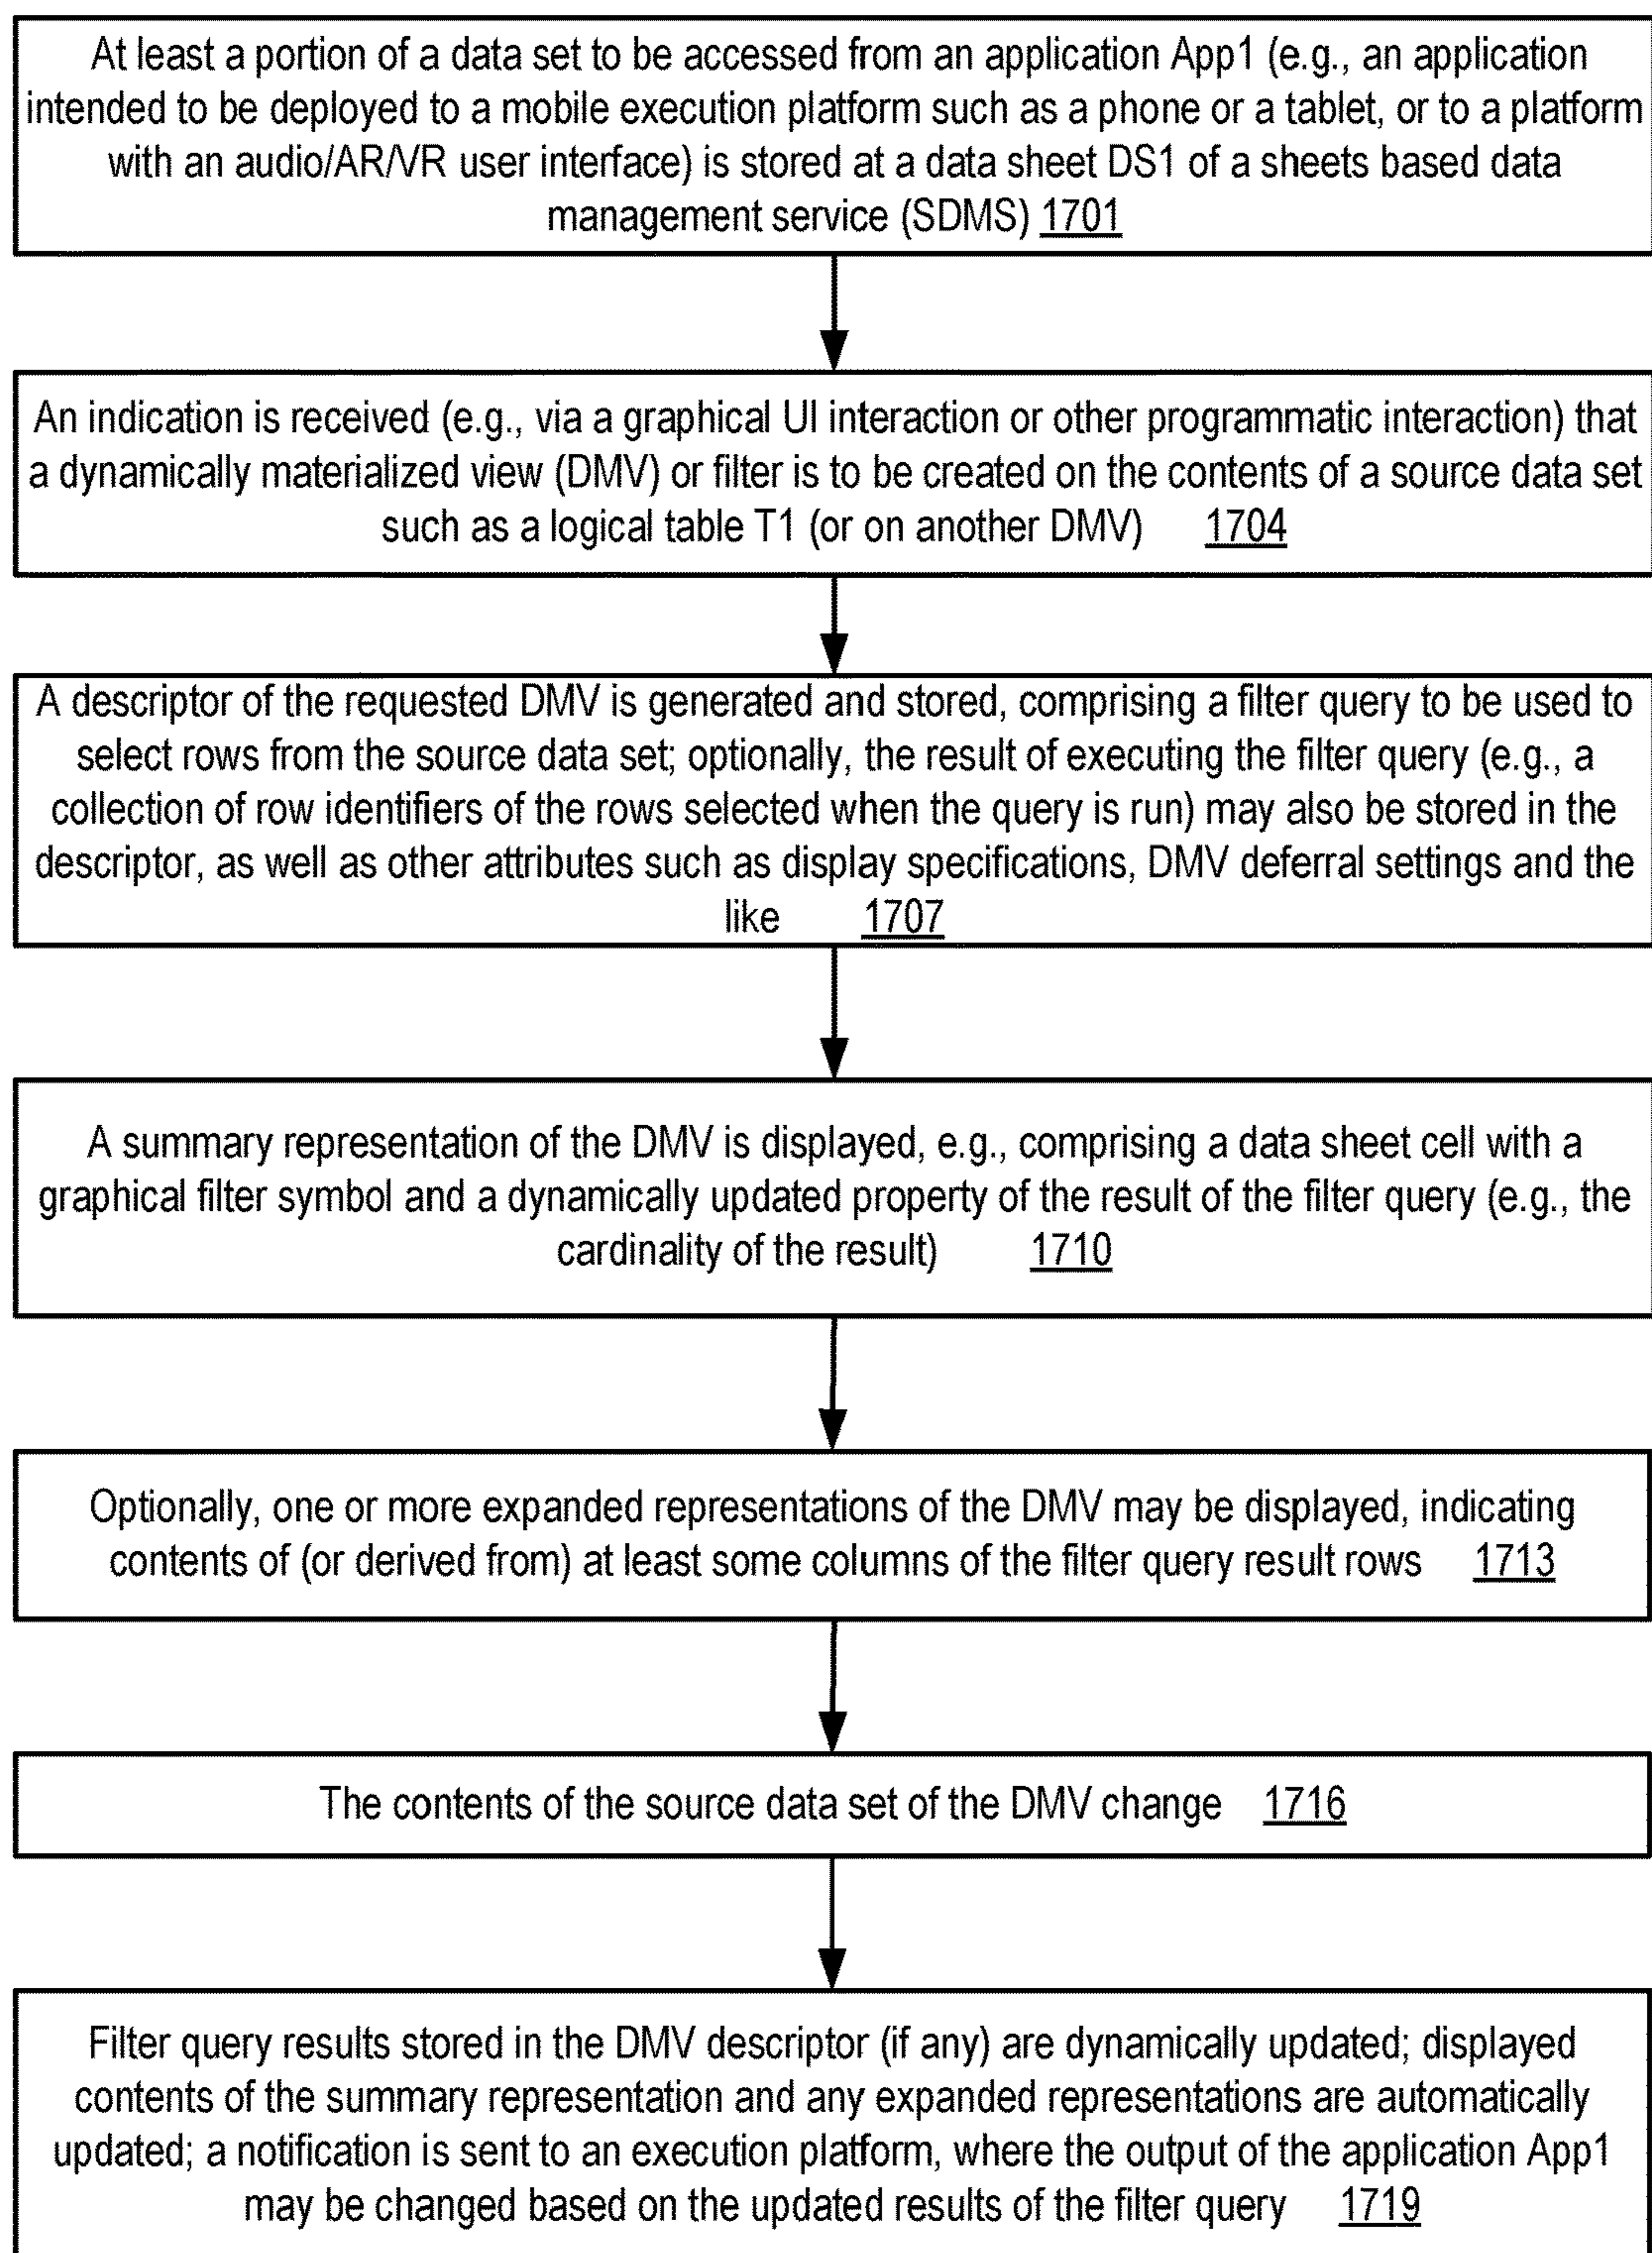 At least a portion of a data set to be accessed from an application App1 (e.g., an application
intended to be deployed to a mobile execution platform such as a phone or a tablet, or to a platform
with an audio/AR/VR user interface) is stored at a data sheet DS1 of a sheets based data
management service (SDMS) 1701
An indication is received (e.g., via a graphical UI interaction or other programmatic interaction) that
a dynamically materialized view (DMV) or filter is to be created on the contents of a source data set
such as a logical table T1 (or on another DMV) 1704
A descriptor of the requested DMV is generated and stored, comprising a filter query to be used to
select rows from the source data set; optionally, the result of executing the filter query (e.g., a
collection of row identifiers of the rows selected when the query is run) may also be stored in the
descriptor, as well as other attributes such as display specifications, DMV deferral settings and the
like 1707
A summary representation of the DMV is displayed, e.g., comprising a data sheet cell with a
graphical filter symbol and a dynamically updated property of the result of the filter query (e.g., the
cardinality of the result) 1710
Optionally, one or more expanded representations of the DMV may be displayed, indicating
contents of (or derived from) at least some columns of the filter query result rows 1713
The contents of the source data set of the DMV change 1716
Filter query results stored in the DMV descriptor (if any) are dynamically updated; displayed
contents of the summary representation and any expanded representations are automatically
updated; a notification is sent to an execution platform, where the output of the application App1
may be changed based on the updated results of the filter query 1719